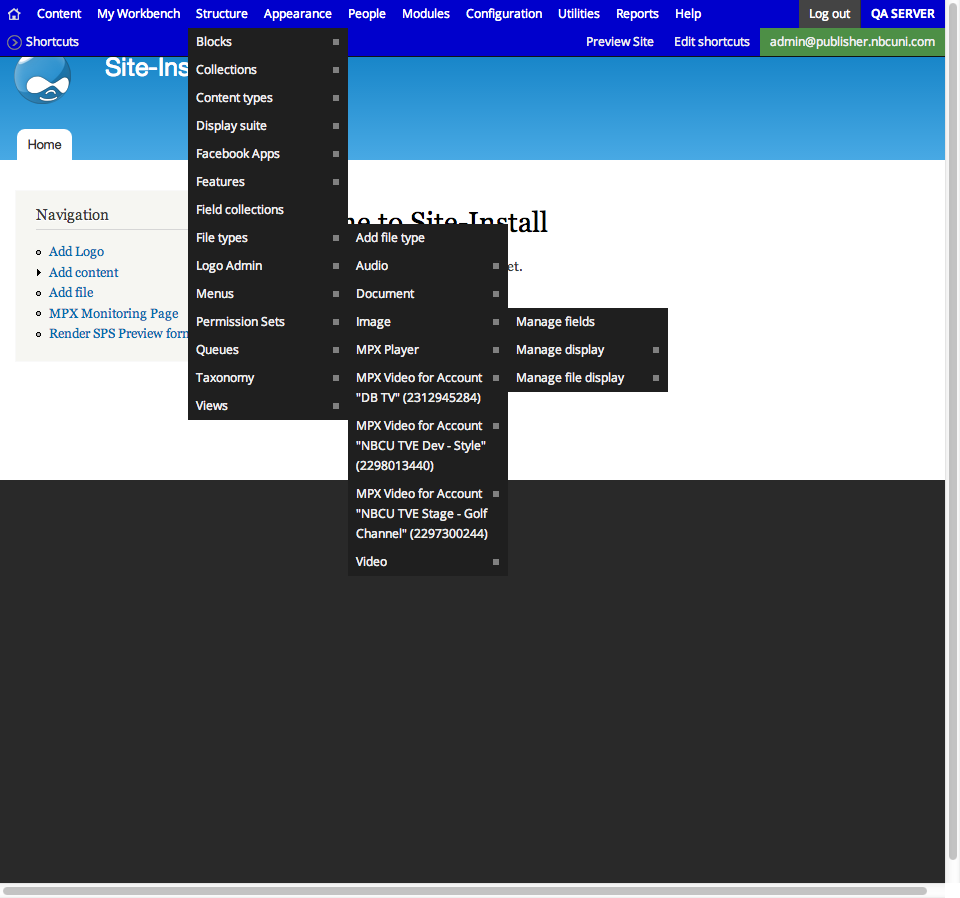 Content My Workbench Structure Appearance People Modules Configuration Utilities Reports Help Log out QA SERVER
Shortcuts Preview Site Edit shortcuts admin@publisher.nbcuni.com
Site-Ins
Home
Navigation
Add Logo
Add content
Add file
MPX Monitoring Page
Render SPS Preview form
Blocks
Collections
Content types
Display suite
Facebook Apps
Features
Field collections
File types
Logo Admin
Menus
Permission Sets
Queues
Taxonomy
Views
ne to Site-Install
et.
Add file type
Audio
Document
Image
MPX Player
MPX Video for Account
"DB TV" (2312945284)
MPX Video for Account
"NBCU TVE Dev - Style"
(2298013440)
MPX Video for Account
"NBCU TVE Stage - Golf
Channel" (2297300244)
Video
Manage fields
Manage display
Manage file display